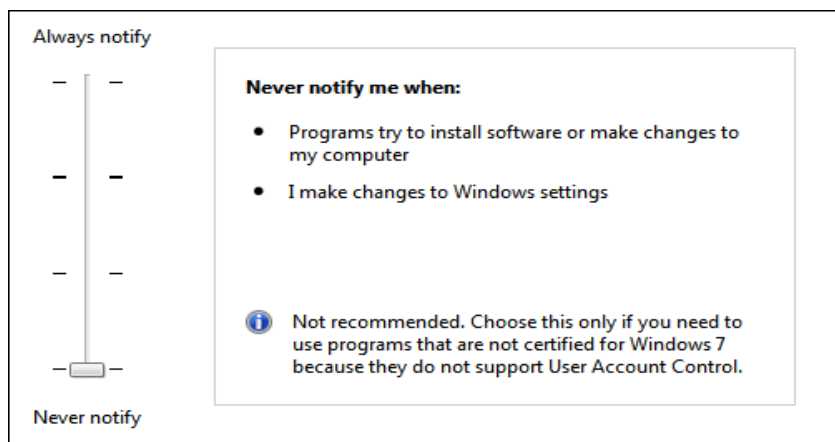 Always notify
Never notify me when:
• Programs try to install software or make changes to
my computer
• I make changes to Windows settings
Not recommended. Choose this only if you need to
use programs that are not certified for Windows 7
because they do not support User Account Control.
Never notify